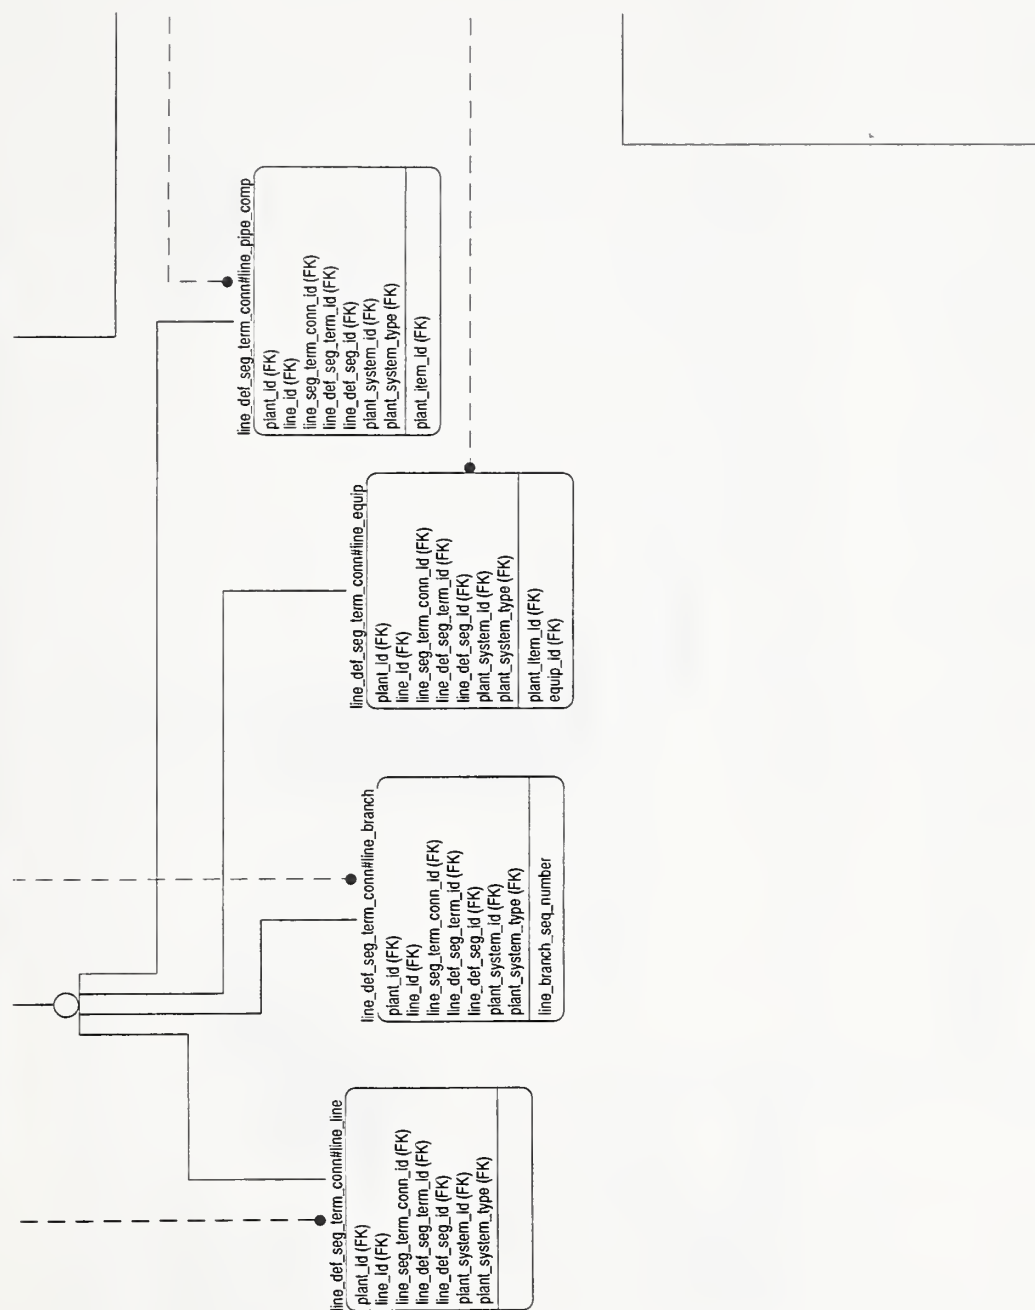 line_def_seg_term_conn#line_pipe_comp
plant_id (FK)
line_id (FK)
line_seg_term_conn_id (FK)
line_def_seg_term_id (FK)
line_def_seg_id (FK)
plant_system_id (FK)
plant_system_type (FK)
plant_item_id (FK)
line_def_seg_term_conn#line_equip
plant_id (FK)
line_id (FK)
line_seg_term_conn_id (FK)
line_def_seg_term_id (FK)
line_def_seg_id (FK)
plant_system_id (FK)
plant_system_type (FK)
plant_item_id (FK)
equip_id (FK)
line_def_seg_term_conn#line_branch
plant_id (FK)
line_id (FK)
line_seg_term_conn_id (FK)
line_def_seg_term_id (FK)
line_def_seg_id (FK)
plant_system_id (FK)
plant_system_type (FK)
line_branch_seq_number
line_def_seg_term_conn#line_line
plant_id (FK)
line_id (FK)
line_seg_term_conn_id (FK)
line_def_seg_term_id (FK)
line_def_seg_id (FK)
plant_system_id (FK)
plant_system_type (FK)